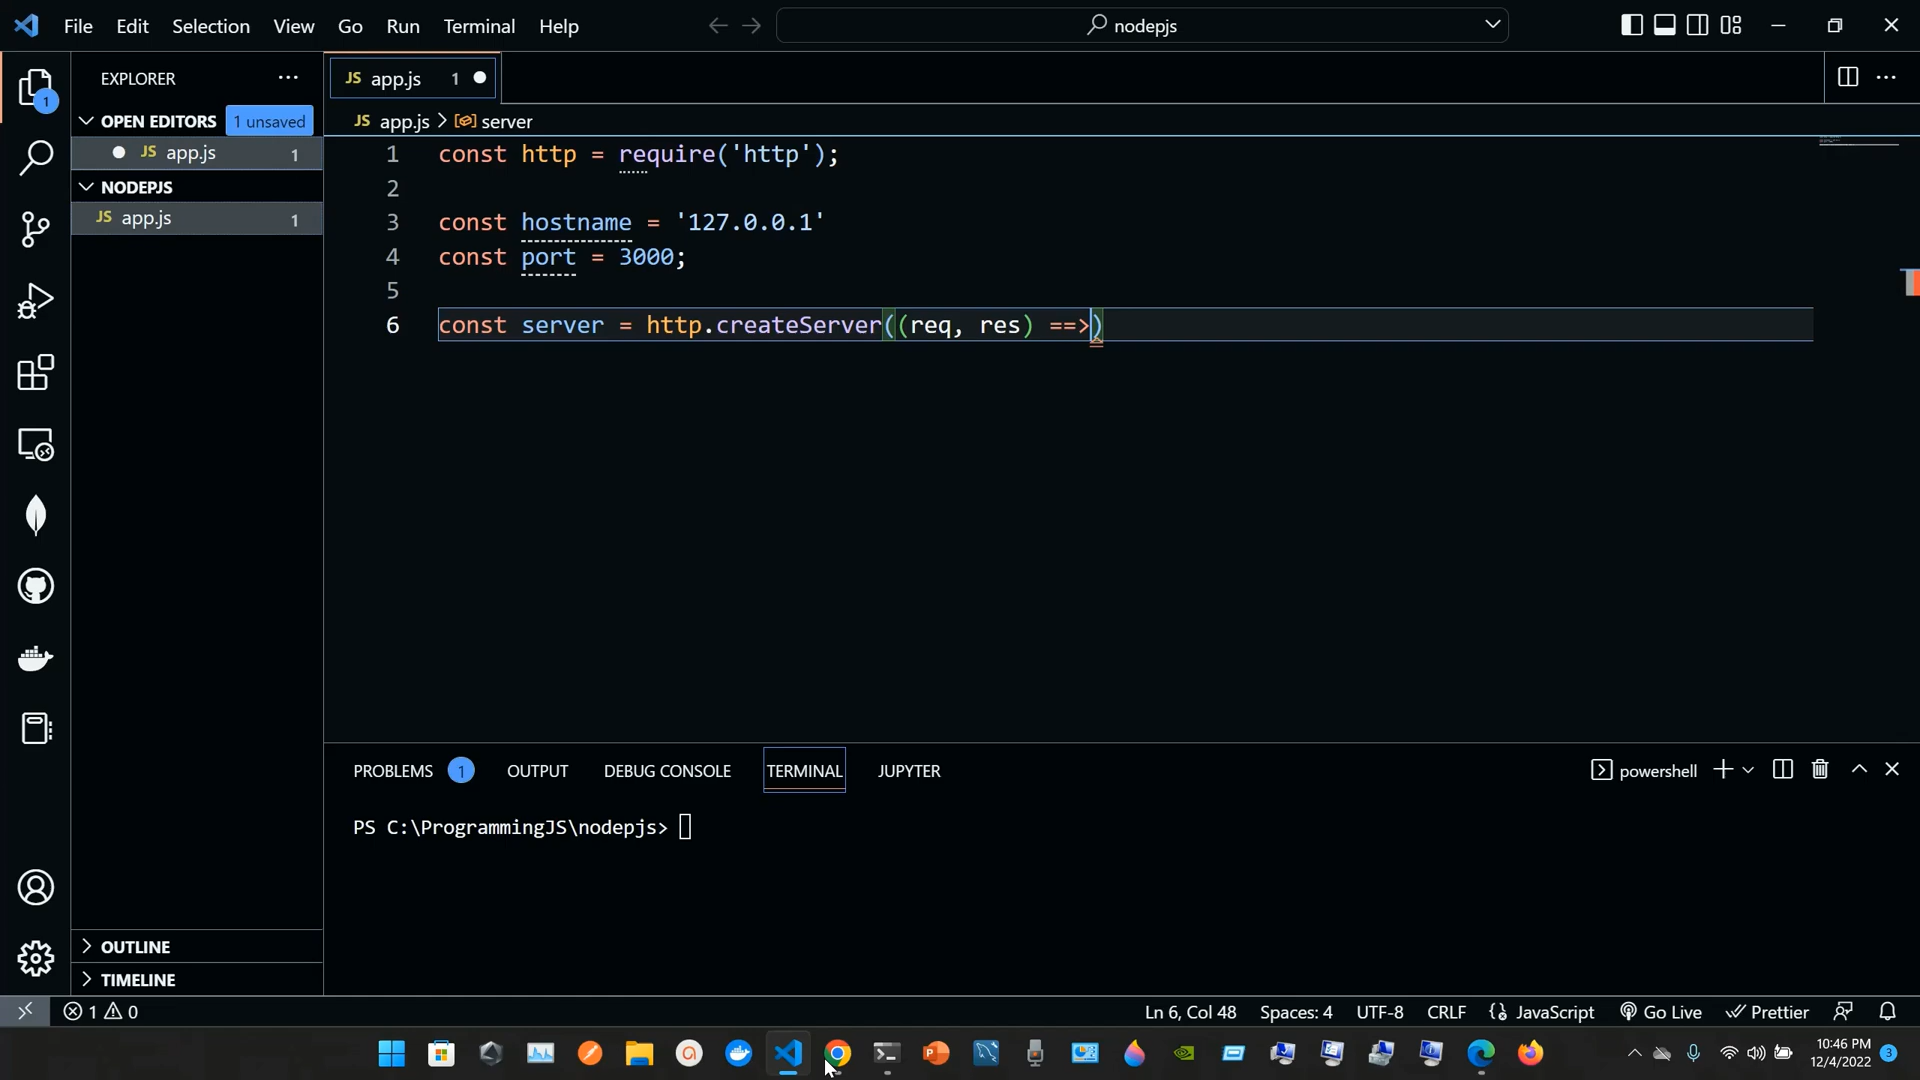 File Edit Selection View Go Run Terminal Help
nodepjs
EXPLORER
JS app.js 1
OPEN EDITORS 1 unsaved
JS app.js > server
JS app.js 1
1 const http = require('http');
NODEPJS
2
JS app.js 1
3 const hostname = '127.0.0.1'
4 const port = 3000;
5
6 const server = http.createServer((req, res) ==>)
1
PROBLEMS 1 OUTPUT DEBUG CONSOLE TERMINAL JUPYTER
powershell
PS C:\ProgrammingJS\nodepjs>
OUTLINE
TIMELINE
1 0
Ln 6, Col 48 Spaces: 4 UTF-8 CRLF JavaScript Go Live Prettier
10:46 PM
12/4/2022
3